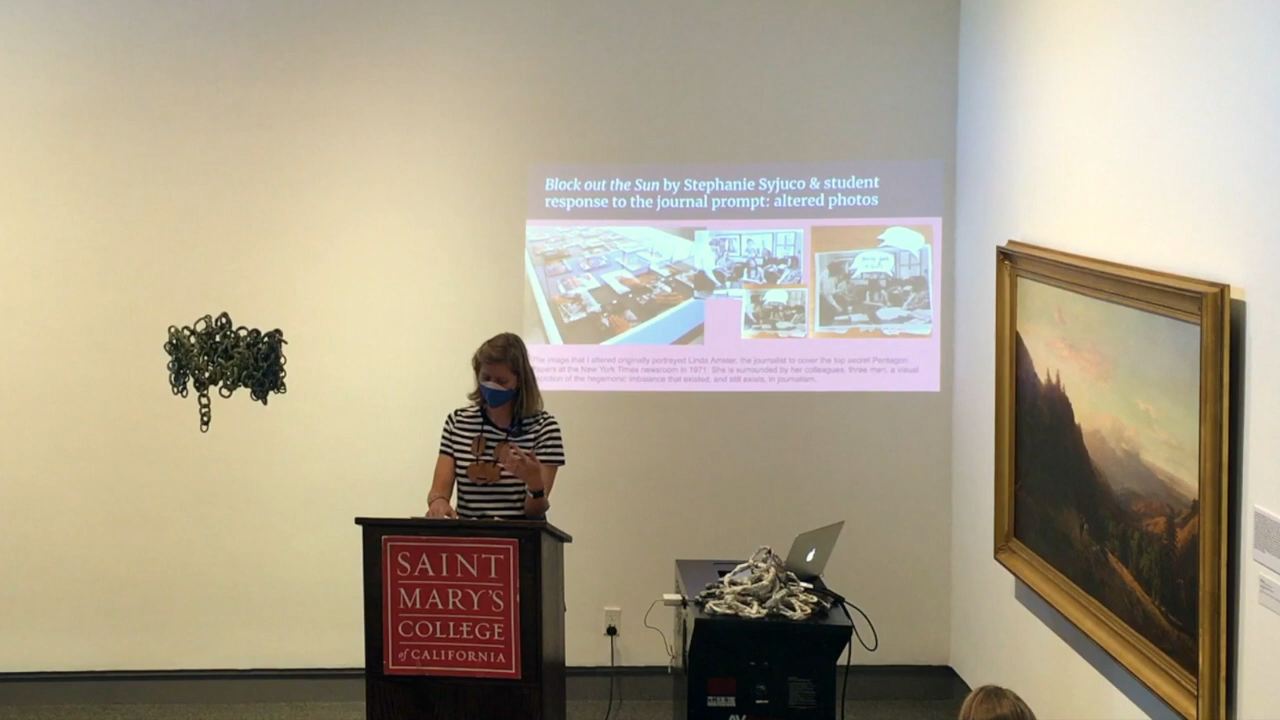 Block out the Sun by Stephanie Syjuco & student
response to the journal prompt: altered photos
The image that I altered originally portrayed Linda Amster, the journalist to cover the top secret Pentagon
Papers at the New York Times newsroom in 1971. She is surrounded by her colleagues, three men, a visual
of the hegemonic imbalance that existed, and still exists, in journalism.
SAINT
MARY'S
COLLEGE
of CALIFORNIA